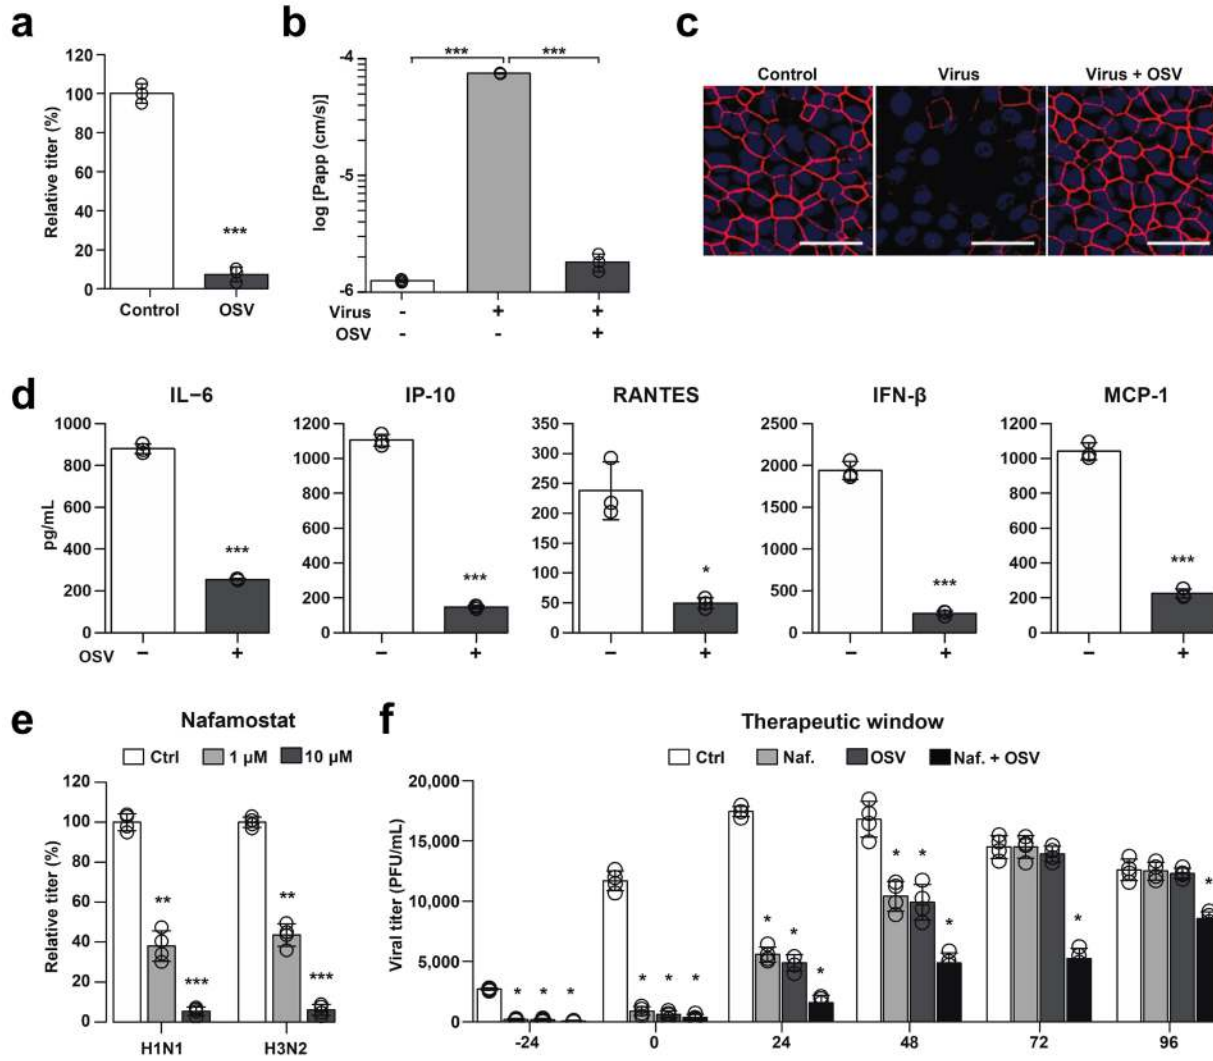 a
Relative titer (%)
120
100
80
60
40
20
0
***
Control OSV
b
log [Papp (cm/s)]
-4
-5
-6
*** ***
Virus - + +
OSV - - +
c
Control Virus Virus + OSV
d
pg/mL
IL−6
1000
800
600
400
200
0
***
OSV − +
IP-10
1200
1000
800
600
400
200
0
***
− +
RANTES
350
300
250
200
150
100
50
0
*
− +
IFN-β
2500
2000
1500
1000
500
0
***
− +
MCP-1
1200
1000
800
600
400
200
0
***
− +
e
Nafamostat
Ctrl 1 μM 10 μM
Relative titer (%)
120
100
80
60
40
20
0
** *** ** ***
H1N1 H3N2
f
Therapeutic window
Ctrl Naf. OSV Naf. + OSV
Viral titer (PFU/mL)
20,000
15,000
10,000
5,000
0
* * * * * * * * * * * * * *
-24 0 24 48 72 96